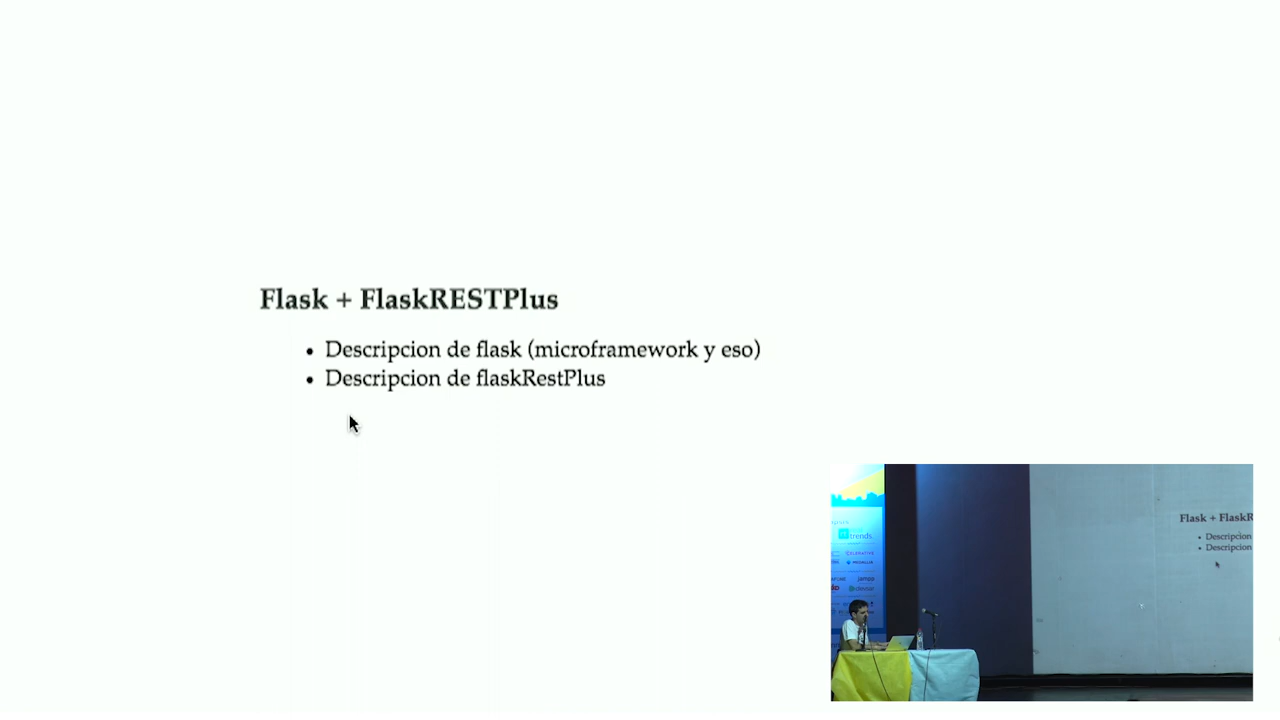 Flask + FlaskRESTPlus
• Descripcion de flask (microframework y eso)
• Descripcion de flaskRestPlus
trends
Flask + FlaskR
• Descripcion
• Descripcion